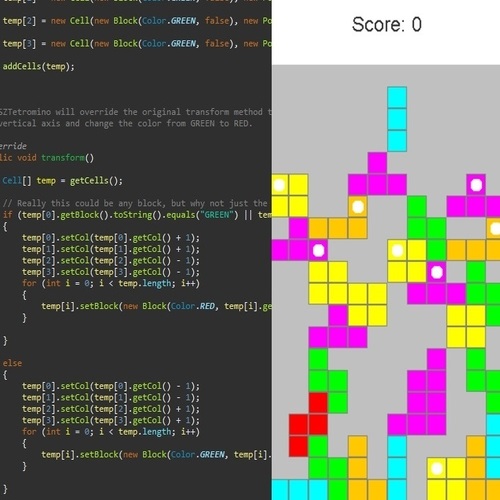 temp[2] = new Cell(new Block(Color.GREEN, false), new Po
temp[3] = new Cell(new Block(Color.GREEN, false), new Po
addCells(temp);
SZTetromino will override the original transform method t
vertical axis and change the color from GREEN to RED.
erride
lic void transform()
Cell[] temp = getCells();
// Really this could be any block, but why not just the
if (temp[0].getBlock().toString().equals("GREEN") || tem
{
temp[0].setCol(temp[0].getCol() + 1);
temp[1].setCol(temp[1].getCol() + 1);
temp[2].setCol(temp[2].getCol() - 1);
temp[3].setCol(temp[3].getCol() - 1);
for (int i = 0; i < temp.length; i++)
{
temp[i].setBlock(new Block(Color.RED, temp[i].ge
}
}
else
{
temp[0].setCol(temp[0].getCol() - 1);
temp[1].setCol(temp[1].getCol() - 1);
temp[2].setCol(temp[2].getCol() + 1);
temp[3].setCol(temp[3].getCol() + 1);
for (int i = 0; i < temp.length; i++)
{
temp[i].setBlock(new Block(Color.GREEN, temp[i].
}
}
Score: 0